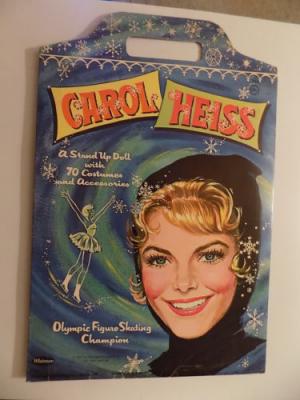 CAROL HEISS
A Stand Up Doll
with
70 Costumes
and Accessories
Olympic Figure Skating
Champion
Whitman